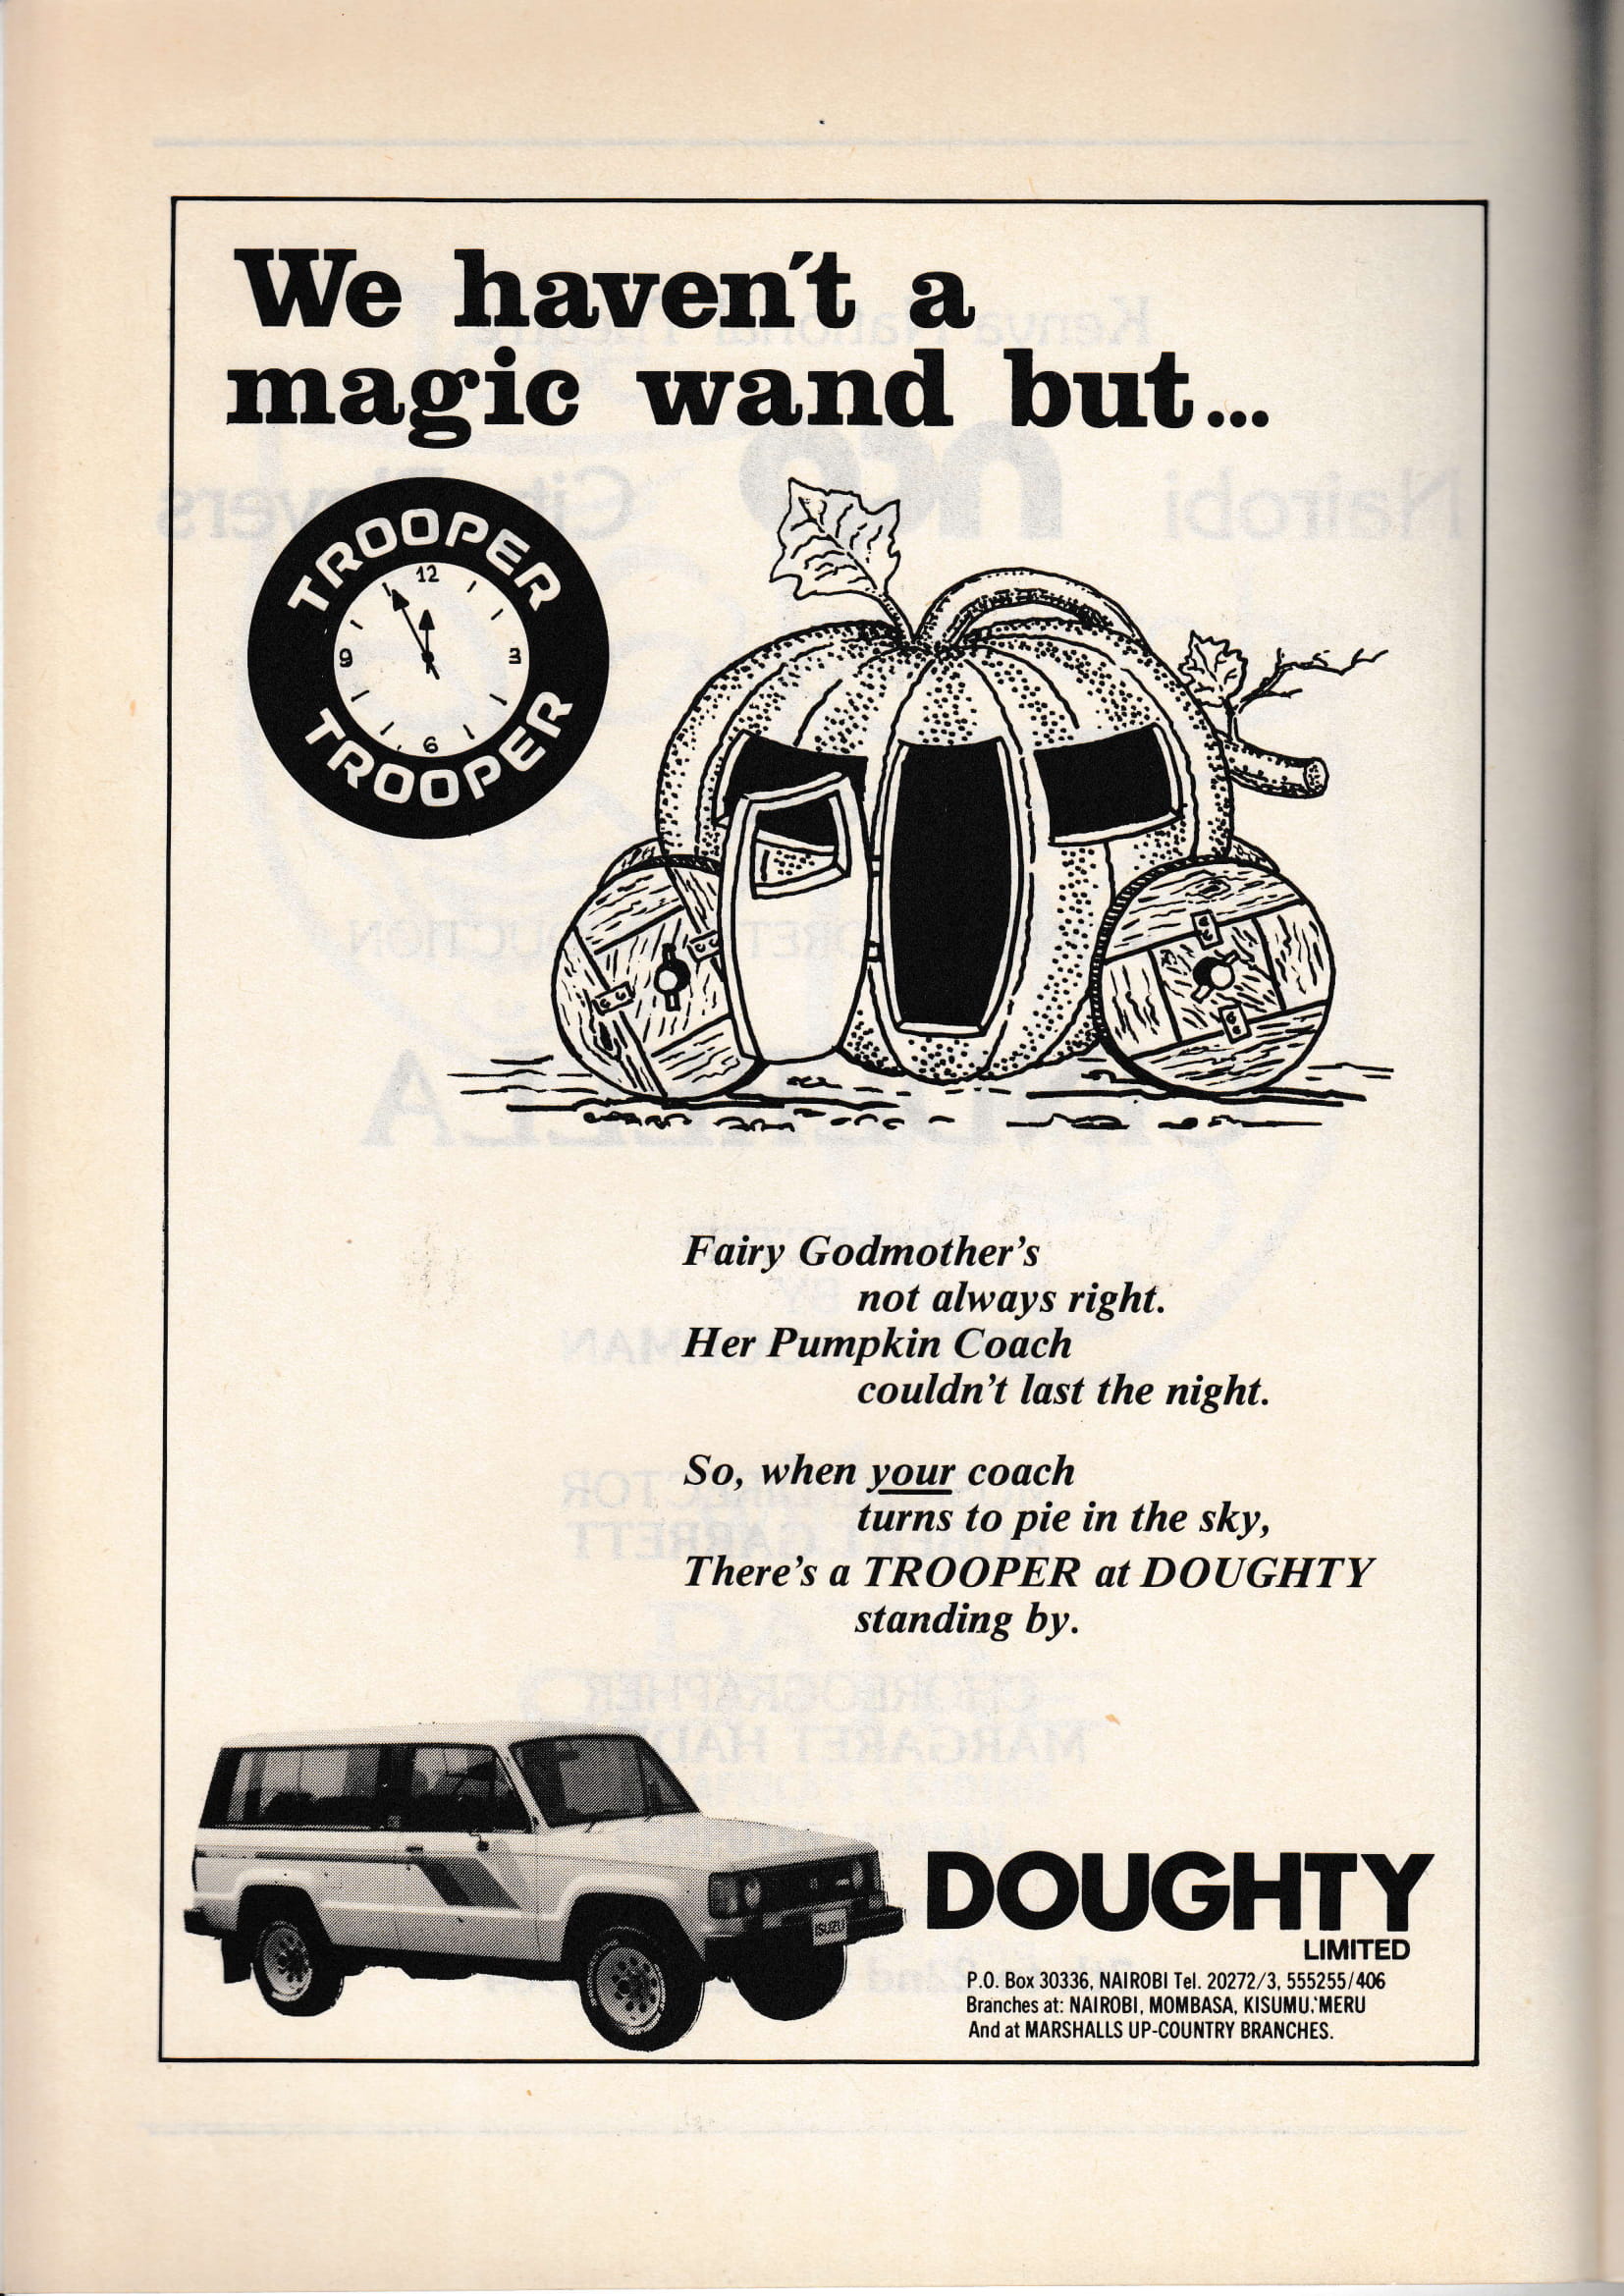 We haven't a
magic wand but...
TROOPER
12
9
3
6
TROOPER
Fairy Godmother's
not always right.
Her Pumpkin Coach
couldn't last the night.
So, when your coach
turns to pie in the sky,
There's a TROOPER at DOUGHTY
standing by.
ISUZU
DOUGHTY
LIMITED
P.O. Box 30336, NAIROBI Tel. 20272/3, 555255/406
Branches at: NAIROBI, MOMBASA, KISUMU, MERU
And at MARSHALLS UP-COUNTRY BRANCHES.